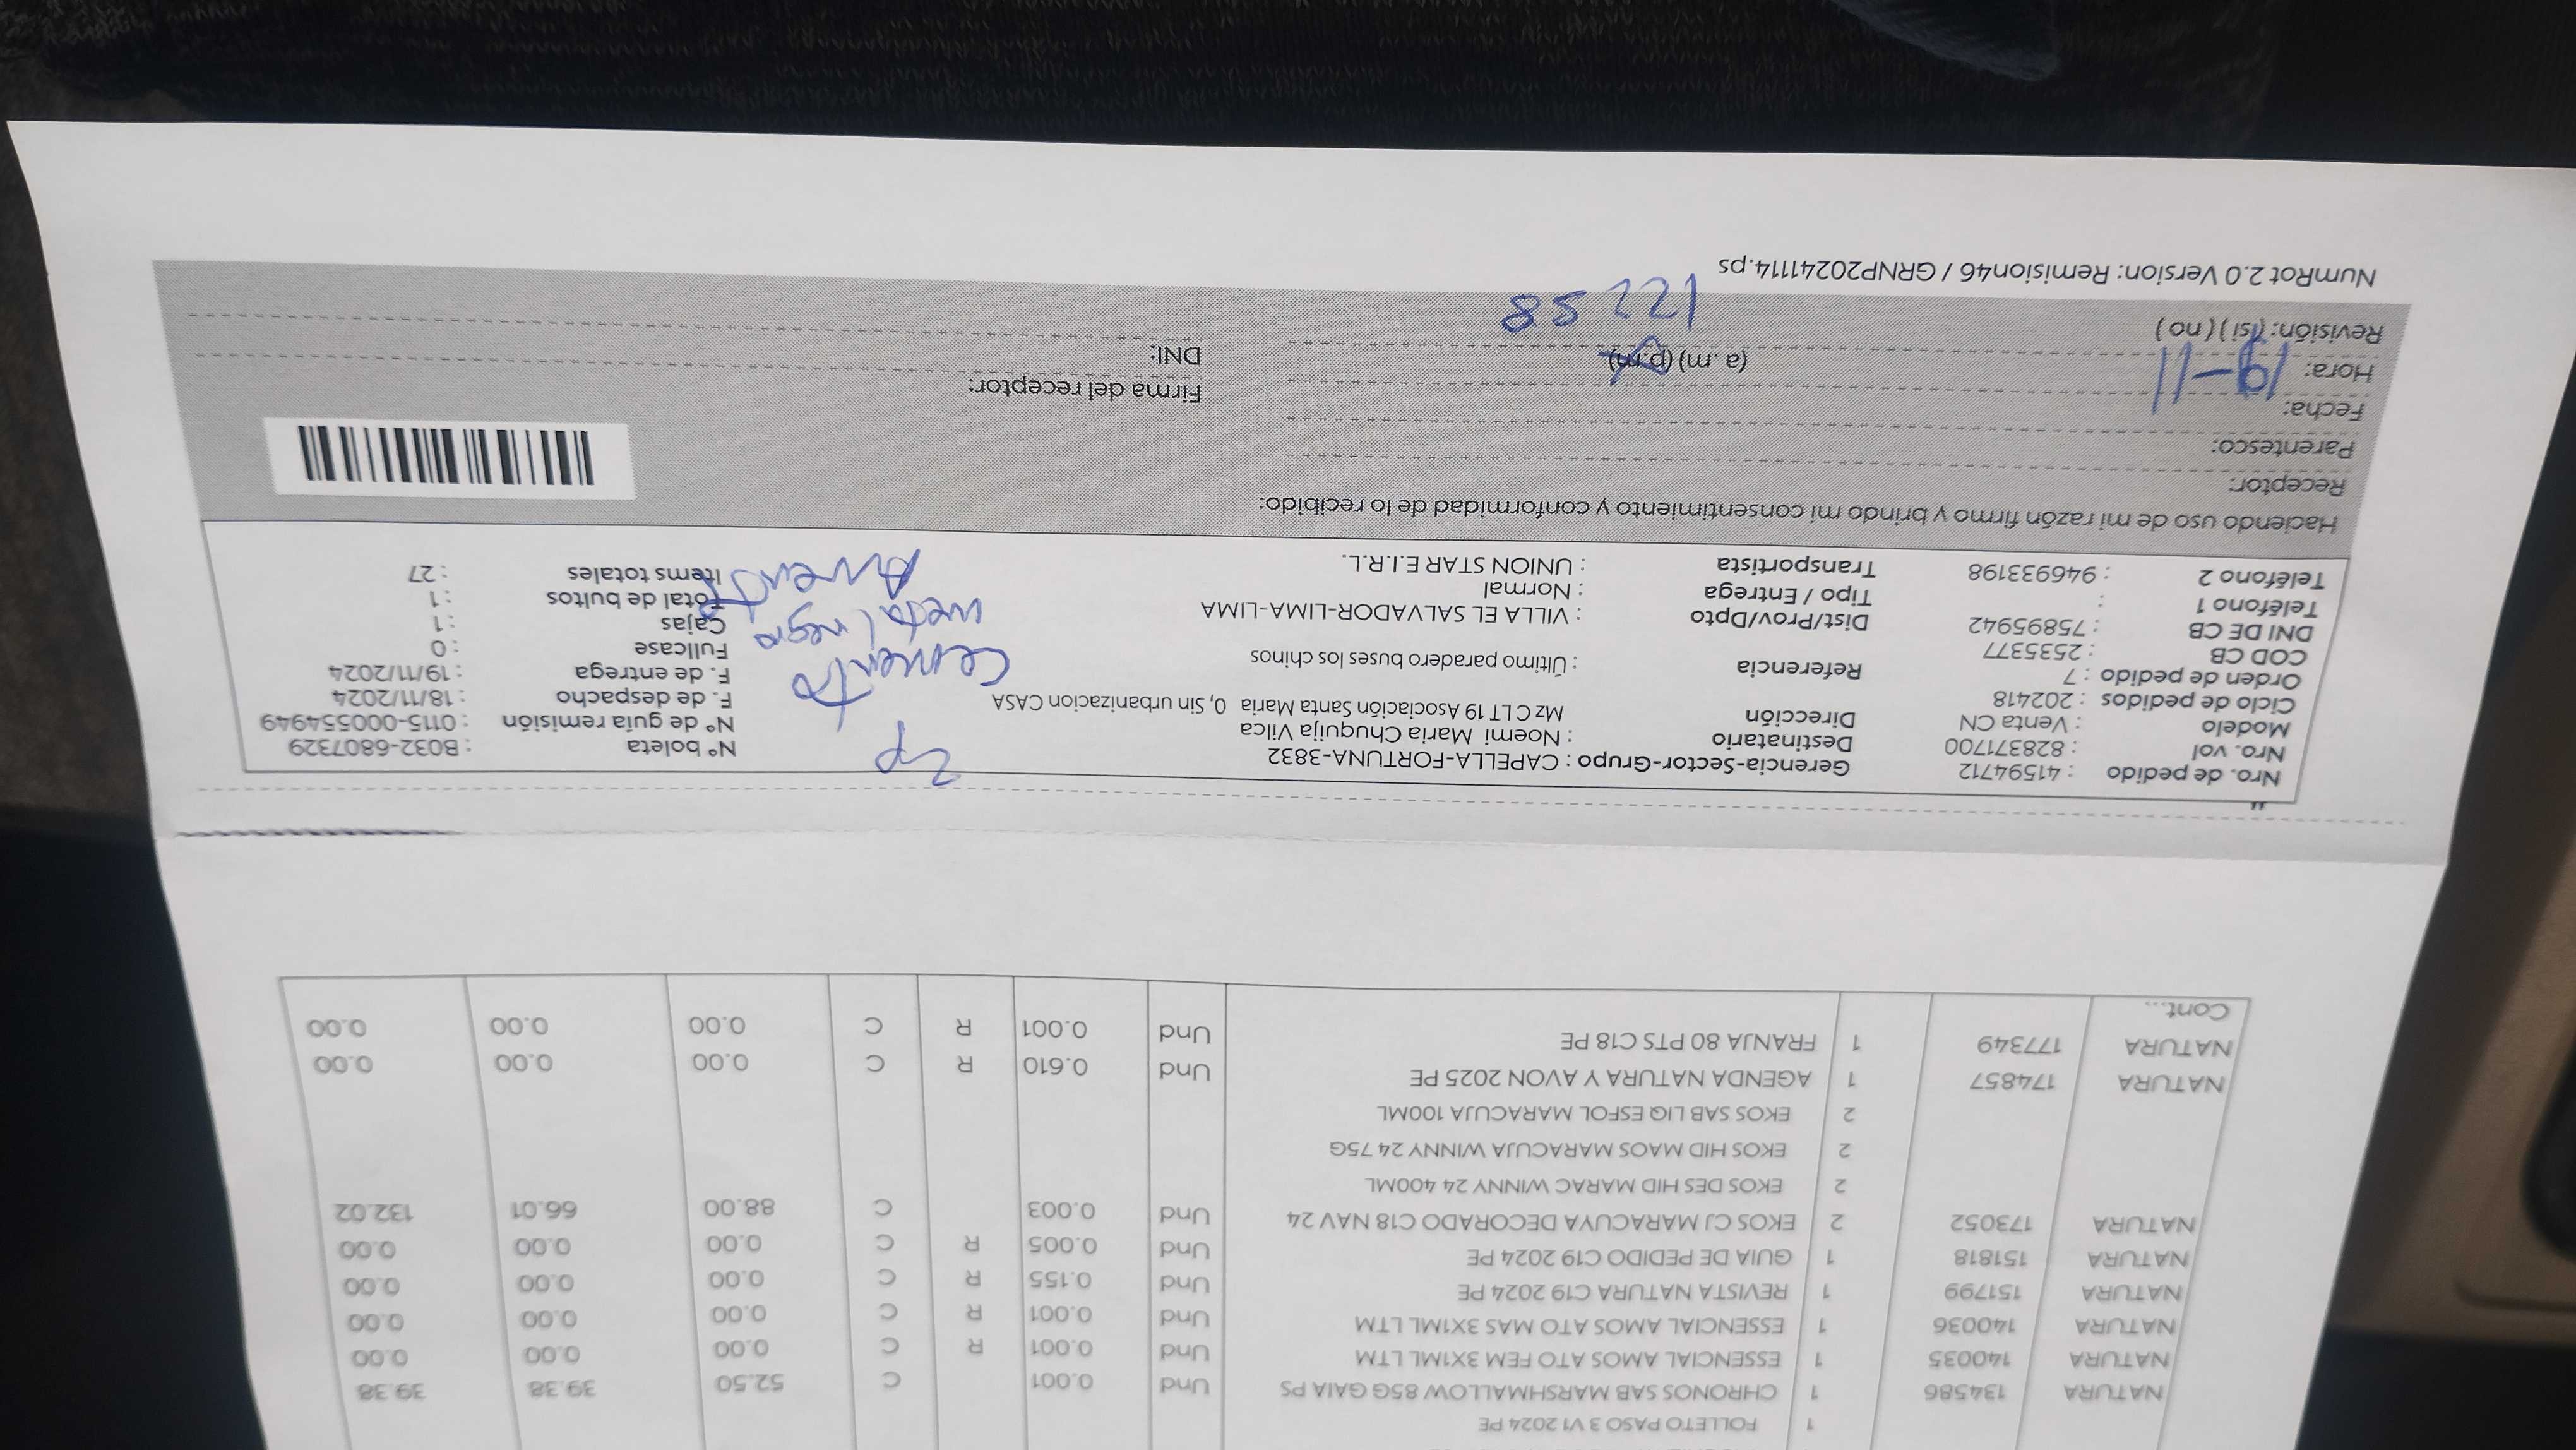 FOLLETO PASO 3 V1 2024 PE 1
NATURA 134586 1 CHRONOS SAB MARSHMALLOW 85G GAIA PS Und 0.001 C 52.50 39.38 39.38
NATURA 140035 1 ESSENCIAL AMOS ATO FEM 3X1ML LTM Und 0.001 R C 0.00 0.00 0.00
NATURA 140036 1 ESSENCIAL AMOS ATO MAS 3X1ML LTM Und 0.001 R C 0.00 0.00 0.00
NATURA 151799 1 REVISTA NATURA C19 2024 PE Und 0.155 R C 0.00 0.00 0.00
NATURA 151818 1 GUIA DE PEDIDO C19 2024 PE Und 0.005 R C 0.00 0.00 0.00
NATURA 173052 2 EKOS CJ MARACUYA DECORADO C18 NAV 24 Und 0.003 C 88.00 66.01 132.02
2 EKOS DES HID MARAC WINNY 24 400ML
2 EKOS HID MAOS MARACUJA WINNY 24 75G
2 EKOS SAB LIQ ESFOL MARACUJA 100ML
NATURA 174857 1 AGENDA NATURA Y AVON 2025 PE Und 0.610 R C 0.00 0.00 0.00
NATURA 177349 1 FRANJA 80 PTS C18 PE Und 0.001 R C 0.00 0.00 0.00
Cont...
Nro. de pedido : 41594712 Gerencia-Sector-Grupo : CAPELLA-FORTUNA-3832 2p Nº boleta : B032-6807329
Nro. vol : 828371700 Destinatario : Noemi Maria Chuquija Vilca Nº de guía remisión : 0115-000554949
Modelo : Venta CN Dirección Mz C LT 19 Asociación Santa Maria 0, Sin urbanizacion CASA F. de despacho : 18/11/2024
Ciclo de pedidos : 202418 Cemento F. de entrega : 19/11/2024
Orden de pedido : 7 Referencia : Último paradero buses los chinos Fullcase : 0
COD CB : 2535377 metal negro Cajas : 1
DNI DE CB : 75895942 Dist/Prov/Dpto : VILLA EL SALVADOR-LIMA-LIMA Total de bultos : 1
Teléfono 1 : Tipo / Entrega : Normal Items totales : 27
Teléfono 2 : 946933198 Transportista : UNION STAR E.I.R.L.
Haciendo uso de mi razón firmo y brindo mi consentimiento y conformidad de lo recibido:
Receptor:
Parentesco:
Fecha: 19-11
Hora: (a.m) (p.m) Firma del receptor:
Revisión: (si) (no) 122 58 DNI:
NumRot 2.0 Version: Remision46 / GRNP20241114.ps